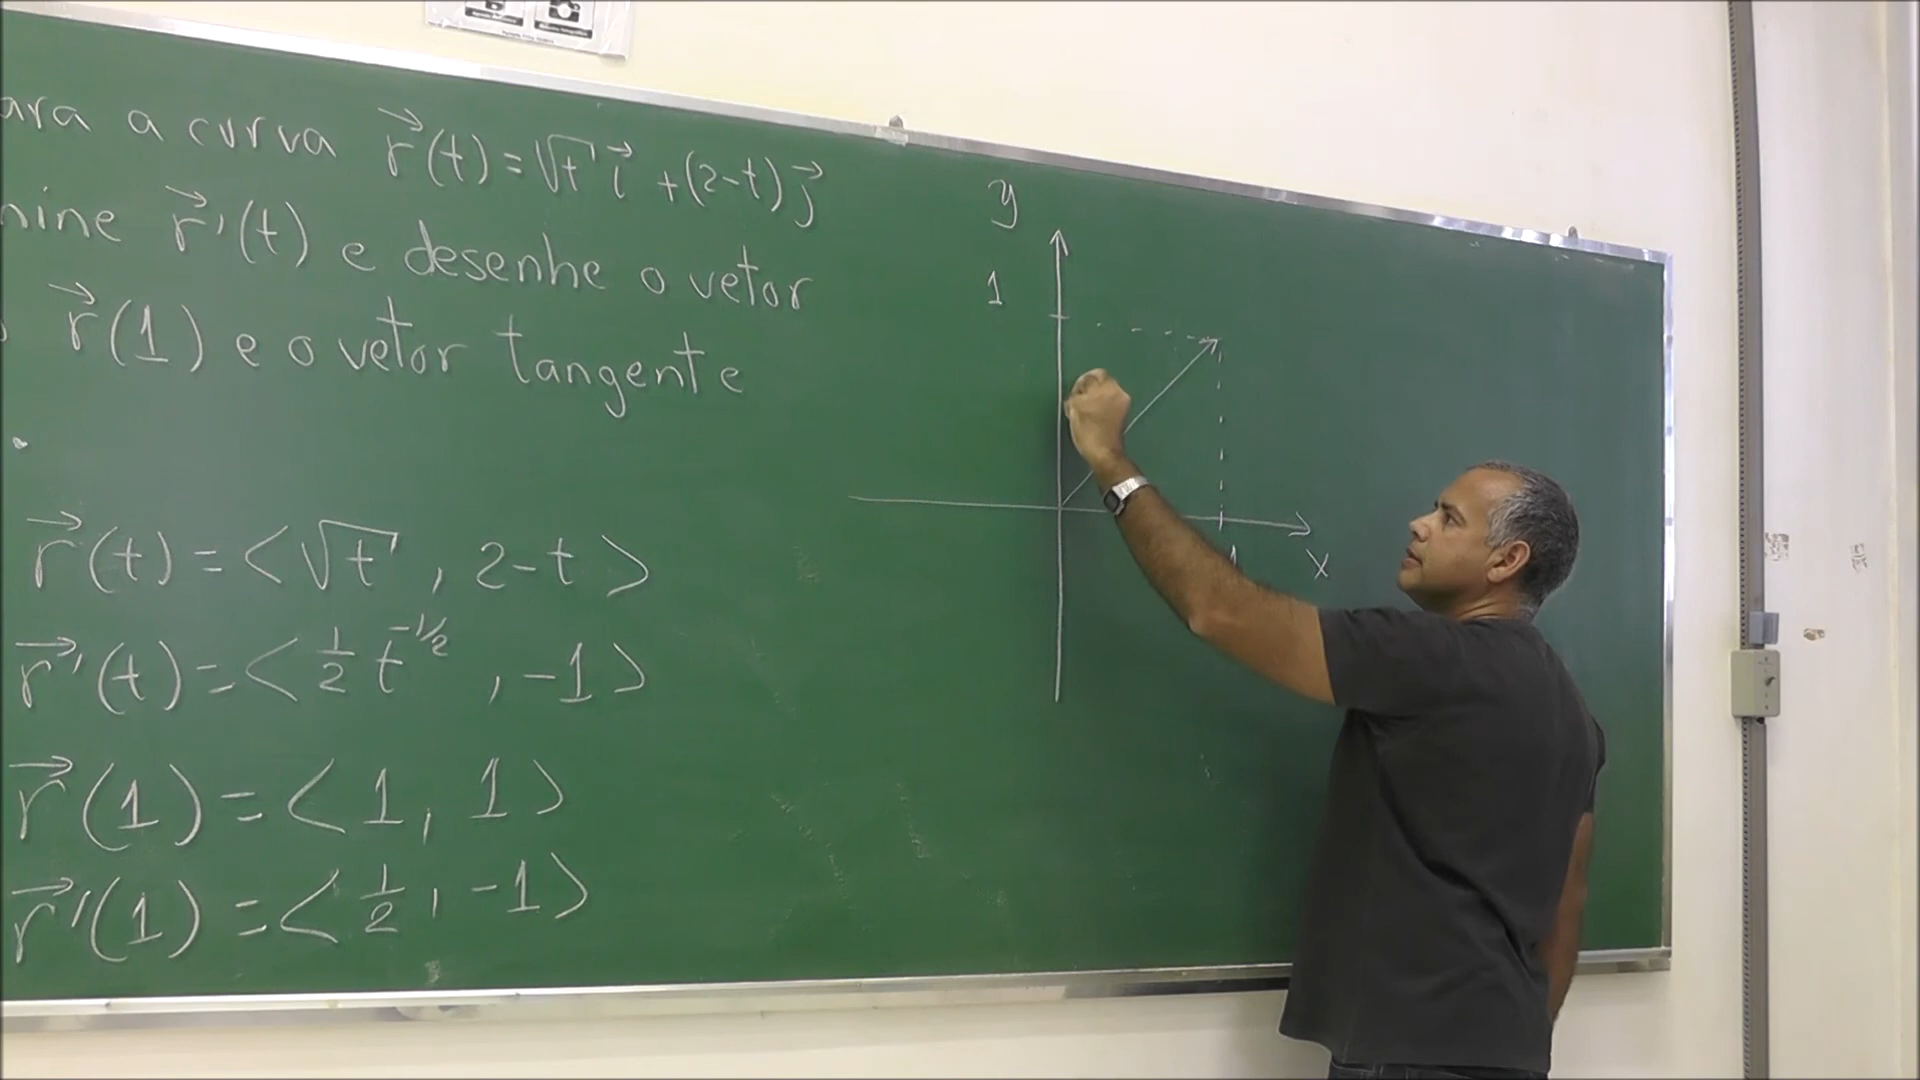 ara a curva r⃗(t)=√t i⃗ +(2-t) j⃗
mine r⃗'(t) e desenhe o vetor
r⃗(1) e o vetor tangente
r⃗(t)=<√t , 2-t>
r⃗'(t)=<1/2 t^-1/2 , -1>
r⃗(1)=<1, 1>
r⃗'(1)=<1/2, -1>
y
1
1
x